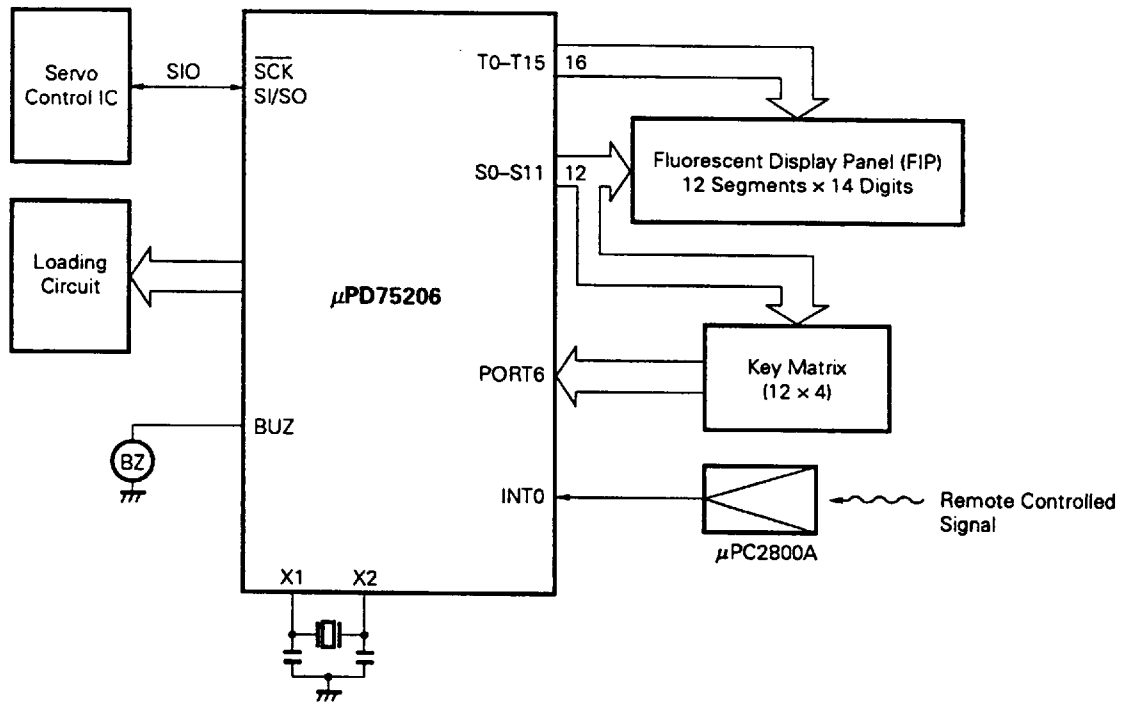 Servo
Control IC
SIO
SCK
SI/SO
T0–T15
16
Fluorescent Display Panel (FIP)
12 Segments × 14 Digits
S0–S11
12
Loading
Circuit
μPD75206
Key Matrix
(12 × 4)
PORT6
BUZ
BZ
INT0
Remote Controlled
Signal
μPC2800A
X1
X2